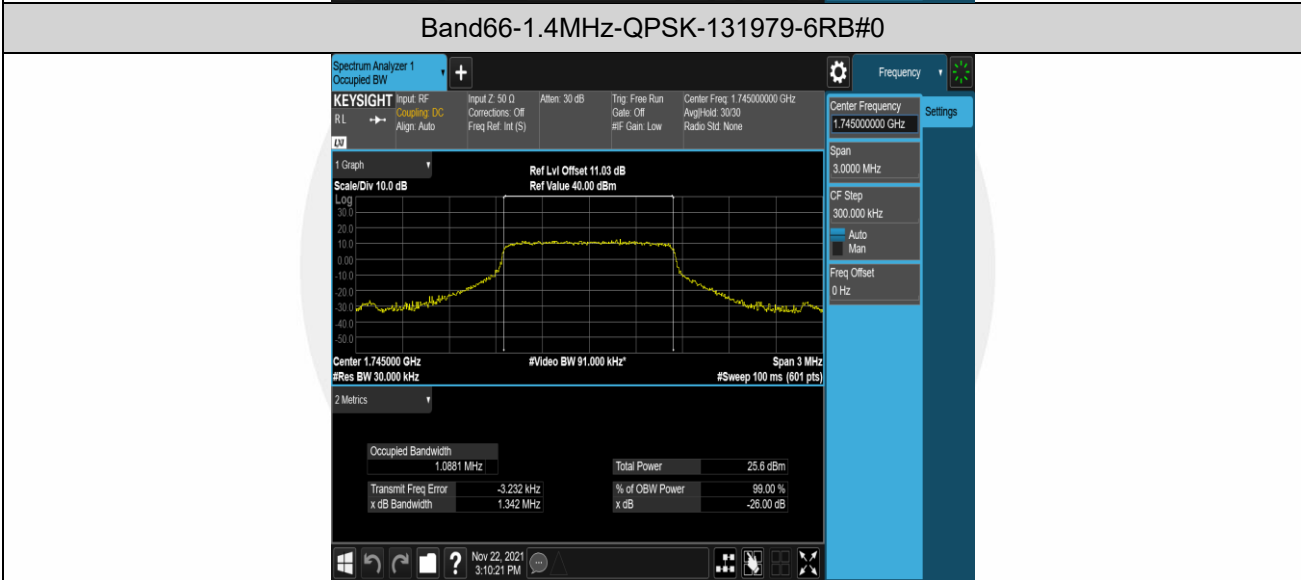 Band66-1.4MHz-QPSK-131979-6RB#0
Spectrum Analyzer 1
Occupied BW
+
Frequency
KEYSIGHT
Input: RF
Input Z: 50 Ω
Atten: 30 dB
Trig: Free Run
Center Freq: 1.745000000 GHz
R L
Coupling: DC
Corrections: Off
Gate: Off
Avg|Hold: 30/30
Align: Auto
Freq Ref: Int (S)
#IF Gain: Low
Radio Std: None
LXI
Center Frequency
1.745000000 GHz
Settings
Span
3.0000 MHz
CF Step
300.000 kHz
Auto
Man
Freq Offset
0 Hz
1 Graph
Ref Lvl Offset 11.03 dB
Scale/Div 10.0 dB
Ref Value 40.00 dBm
Log
30.0
20.0
10.0
0.00
-10.0
-20.0
-30.0
-40.0
-50.0
Center 1.745000 GHz
#Video BW 91.000 kHz*
Span 3 MHz
#Res BW 30.000 kHz
#Sweep 100 ms (601 pts)
2 Metrics
Occupied Bandwidth
1.0881 MHz
Total Power 25.6 dBm
Transmit Freq Error -3.232 kHz
% of OBW Power 99.00 %
x dB Bandwidth 1.342 MHz
x dB -26.00 dB
?
Nov 22, 2021
3:10:21 PM